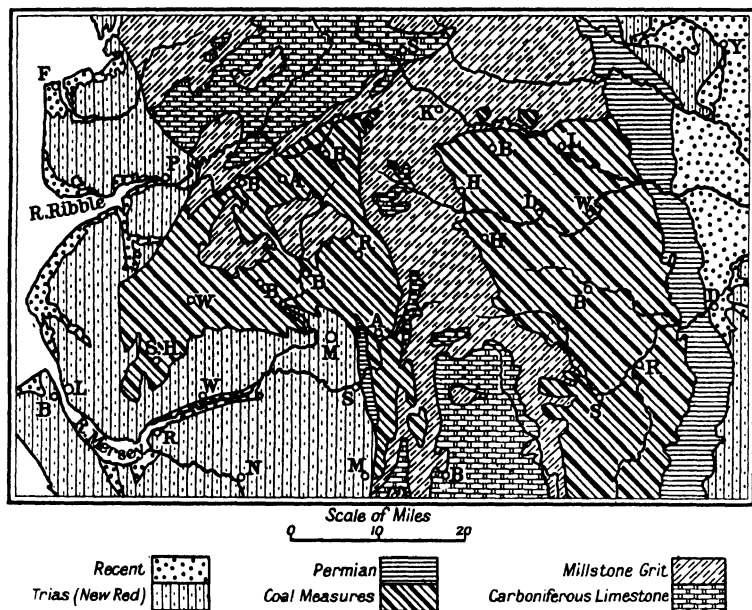 F
S
Y
K
P
B
B
A
B
L
R. Ribble
H
D
W
H
R
B
B
W
B
D
A
St. H
M
W
S
R
S
L
B
R. Mersey
R
N
M
B
Scale of Miles
0 10 20
Recent
Permian
Millstone Grit
Trias (New Red)
Coal Measures
Carboniferous Limestone